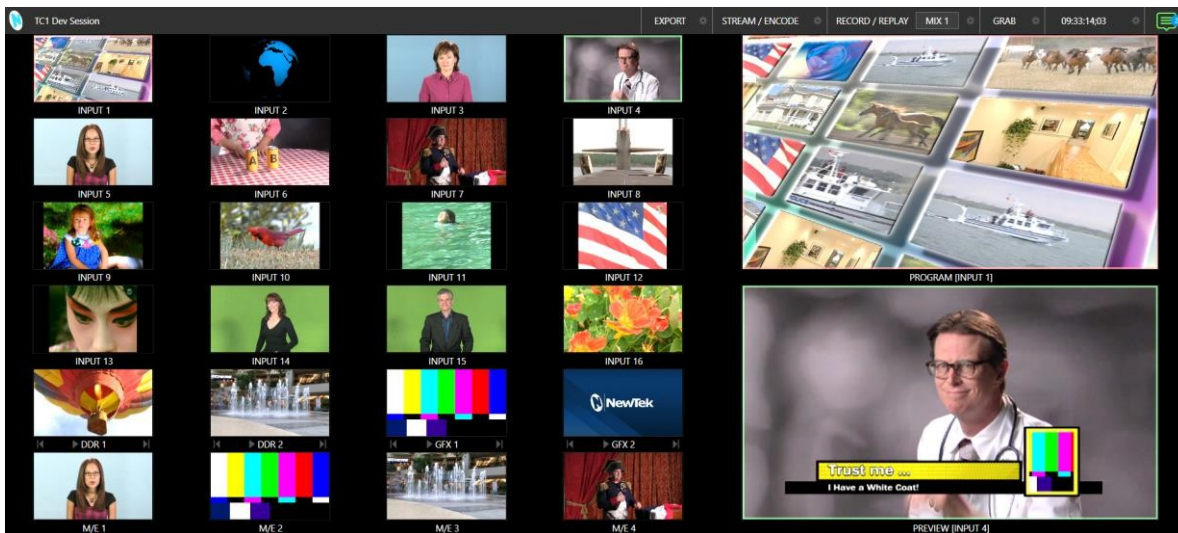 TC1 Dev Session
EXPORT
STREAM / ENCODE
RECORD / REPLAY
MIX 1
GRAB
09:33:14;03
INPUT 1
INPUT 2
INPUT 3
INPUT 4
INPUT 5
A B
INPUT 6
INPUT 7
INPUT 8
INPUT 9
INPUT 10
INPUT 11
INPUT 12
INPUT 13
INPUT 14
INPUT 15
INPUT 16
NewTek
DDR 1
DDR 2
GFX 1
GFX 2
M/E 1
M/E 2
M/E 3
M/E 4
PROGRAM [INPUT 1]
Trust me ...
I Have a White Coat!
PREVIEW [INPUT 4]